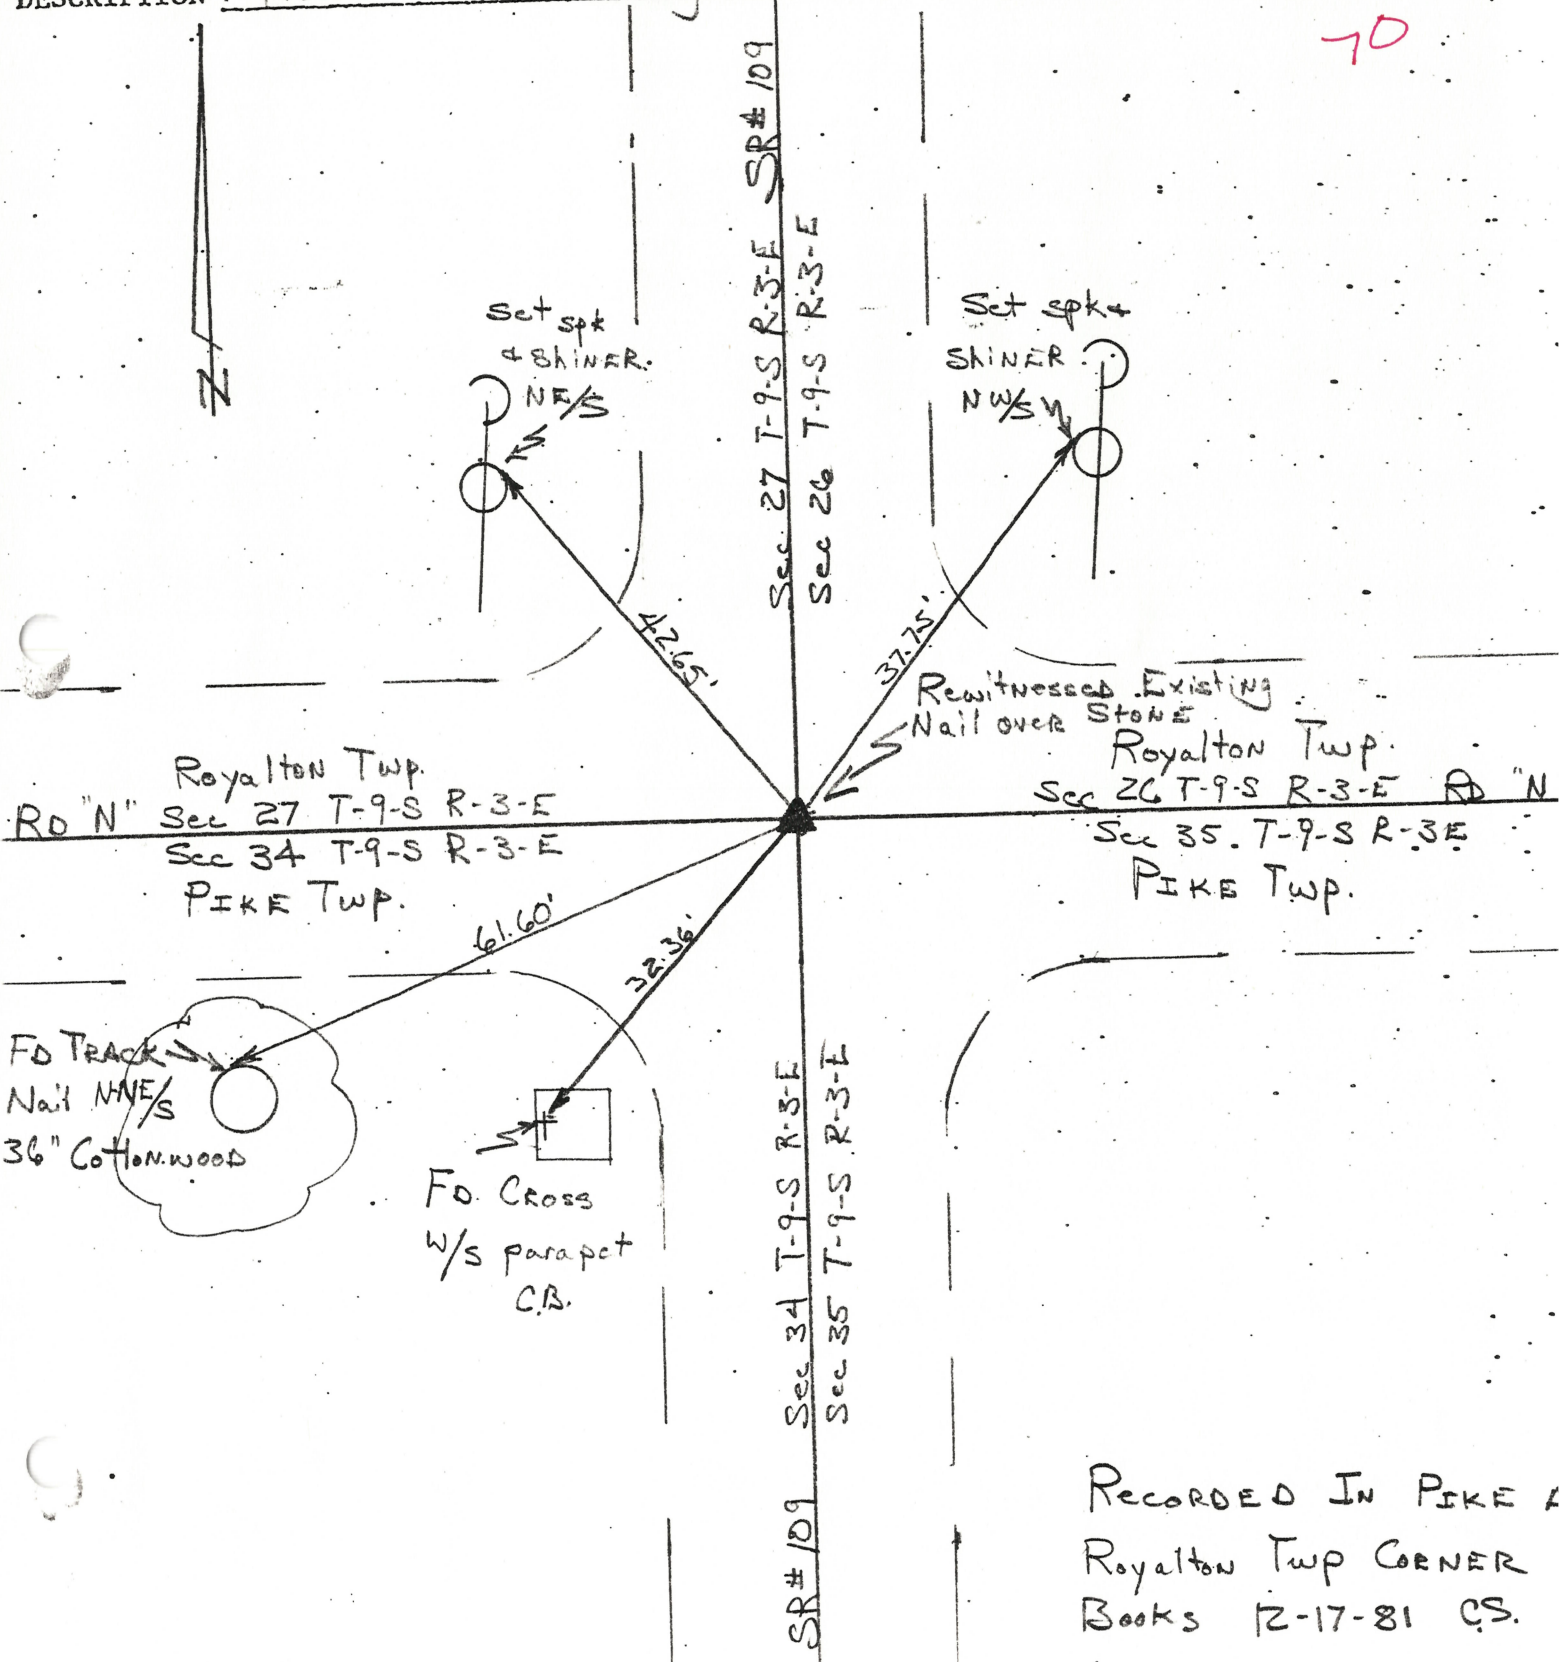 DESCRIPTION
70
SR# 109
Sec 27 T-9-S R-3-E
Sec 26 T-9-S R-3-E
Set spk
& ShiNER.
NE/S
Set spk &
ShiNER
NW/S
N
42.65'
37.75'
Rewitnessed Existing
Nail over Stone
Royalton Twp.
Royalton Twp.
RD "N" Sec 27 T-9-S R-3-E
Sec 26 T-9-S R-3-E RD "N
Sec 34 T-9-S R-3-E
Sec 35. T-9-S R-3E
PIKE Twp.
PIKE Twp.
61.60'
32.36'
FD TRACK
Nail N-NE/S
36" CottonWOOD
FD. CROSS
W/S parapet
C.B.
Sec 34 T-9-S R-3-E
Sec 35 T-9-S R-3-E
SR# 109
RECORDED IN PIKE &
Royalton Twp CORNER
Books 12-17-81 C.S.